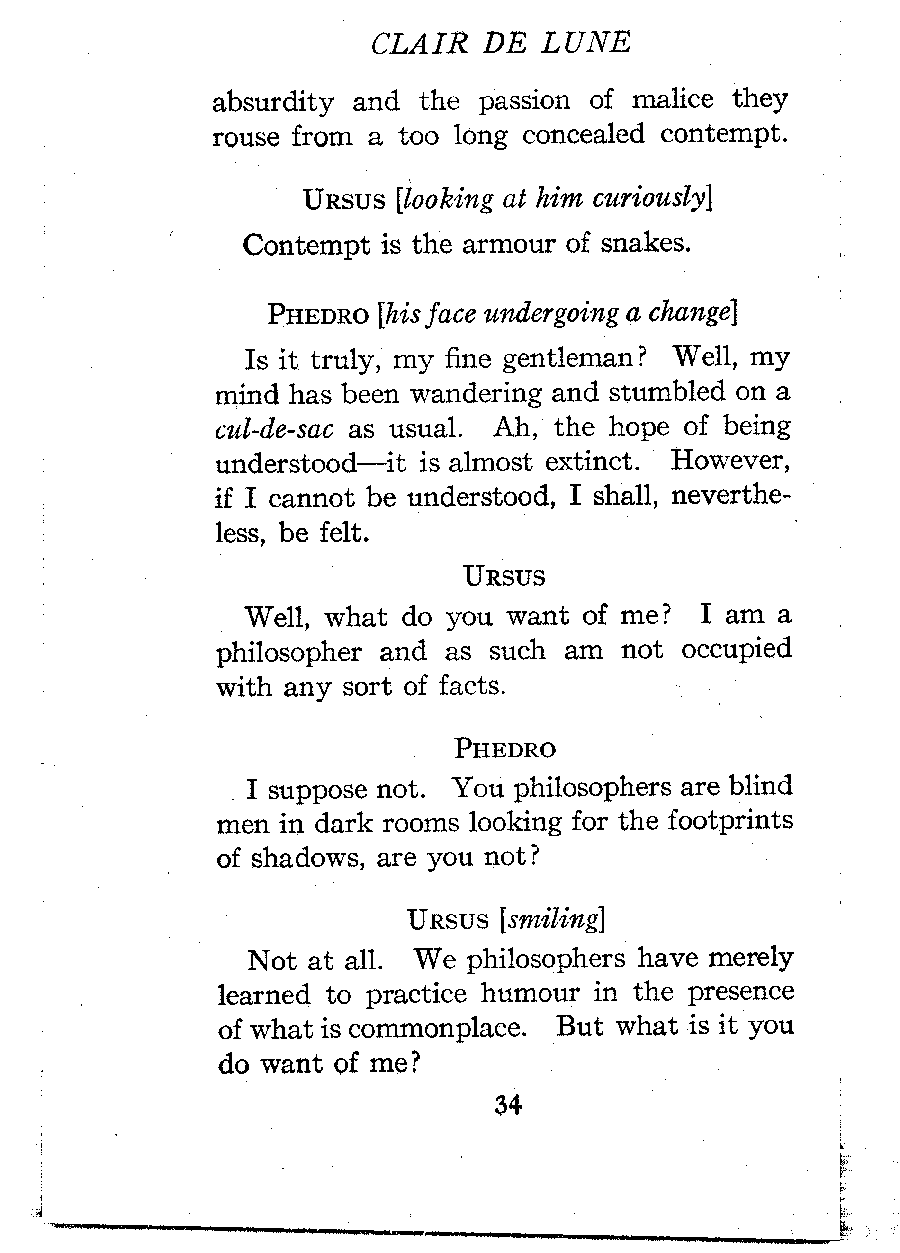 CLAIR DE LUNE
absurdity and the passion of malice they
rouse from a too long concealed contempt.
URSUS [looking at him curiously]
Contempt is the armour of snakes.
PHEDRO [his face undergoing a change]
Is it truly, my fine gentleman? Well, my
mind has been wandering and stumbled on a
cul-de-sac as usual. Ah, the hope of being
understood—it is almost extinct. However,
if I cannot be understood, I shall, neverthe-
less, be felt.
URSUS
Well, what do you want of me? I am a
philosopher and as such am not occupied
with any sort of facts.
PHEDRO
I suppose not. You philosophers are blind
men in dark rooms looking for the footprints
of shadows, are you not?
URSUS [smiling]
Not at all. We philosophers have merely
learned to practice humour in the presence
of what is commonplace. But what is it you
do want of me?
34